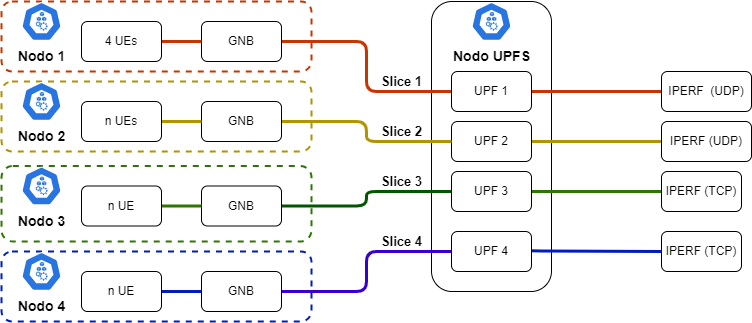 Nodo 1
4 UEs
GNB
Slice 1
Nodo UPFS
UPF 1
IPERF (UDP)
Nodo 2
n UEs
GNB
Slice 2
UPF 2
IPERF (UDP)
Nodo 3
n UE
GNB
Slice 3
UPF 3
IPERF (TCP)
Nodo 4
n UE
GNB
Slice 4
UPF 4
IPERF (TCP)